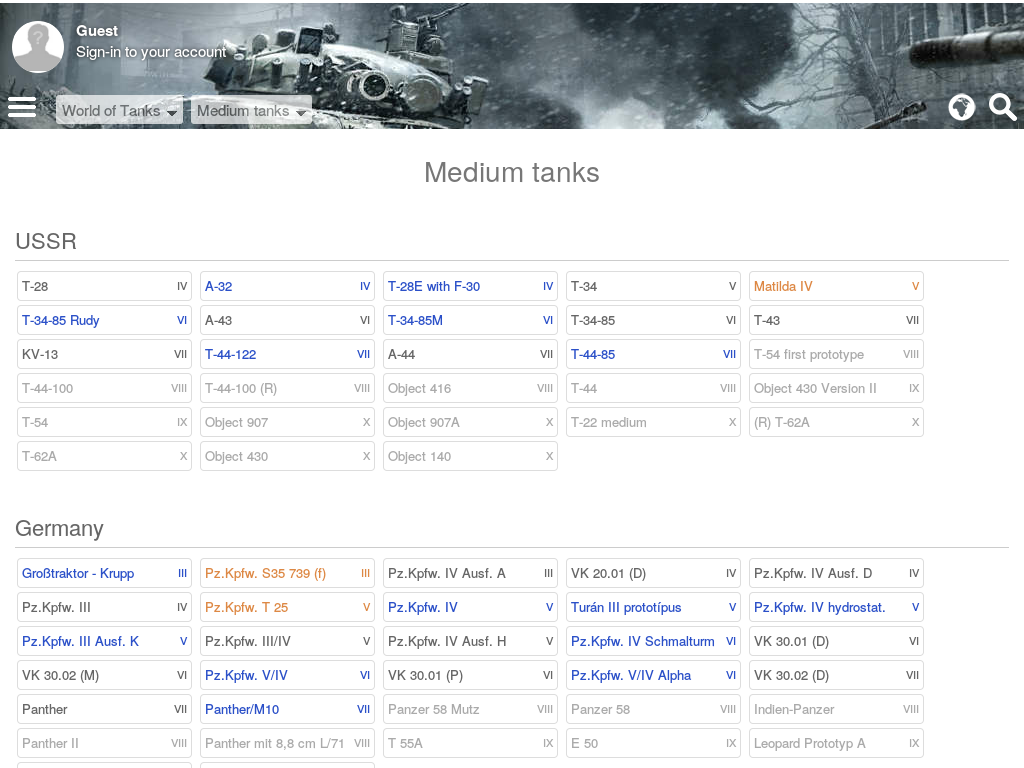 Guest
Sign-in to your account
World of Tanks Medium tanks
Medium tanks
USSR
T-28 IV A-32 IV T-28E with F-30 IV T-34 V Matilda IV V
T-34-85 Rudy VI A-43 VI T-34-85M VI T-34-85 VI T-43 VII
KV-13 VII T-44-122 VII A-44 VII T-44-85 VII T-54 first prototype VIII
T-44-100 VIII T-44-100 (R) VIII Object 416 VIII T-44 VIII Object 430 Version II IX
T-54 IX Object 907 X Object 907A X T-22 medium X (R) T-62A X
T-62A X Object 430 X Object 140 X
Germany
Großtraktor - Krupp III Pz.Kpfw. S35 739 (f) III Pz.Kpfw. IV Ausf. A III VK 20.01 (D) IV Pz.Kpfw. IV Ausf. D IV
Pz.Kpfw. III IV Pz.Kpfw. T 25 V Pz.Kpfw. IV V Turán III prototípus V Pz.Kpfw. IV hydrostat. V
Pz.Kpfw. III Ausf. K V Pz.Kpfw. III/IV V Pz.Kpfw. IV Ausf. H V Pz.Kpfw. IV Schmalturm VI VK 30.01 (D) VI
VK 30.02 (M) VI Pz.Kpfw. V/IV VI VK 30.01 (P) VI Pz.Kpfw. V/IV Alpha VI VK 30.02 (D) VII
Panther VII Panther/M10 VII Panzer 58 Mutz VIII Panzer 58 VIII Indien-Panzer VIII
Panther II VIII Panther mit 8,8 cm L/71 VIII T 55A IX E 50 IX Leopard Prototyp A IX